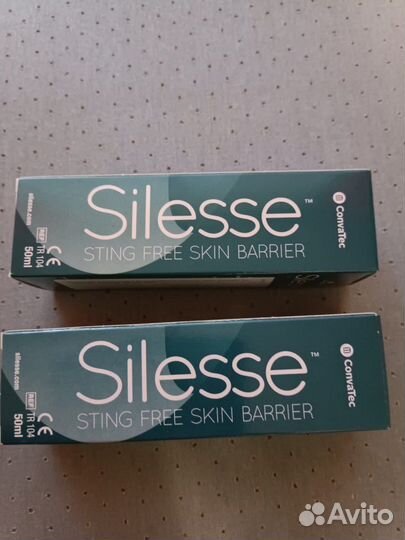 Silesse™
STING FREE SKIN BARRIER
ConvaTec
silesse.com
REF TR 104
50ml
CE
Silesse™
STING FREE SKIN BARRIER
ConvaTec
silesse.com
REF TR 104
50ml
CE
Avito